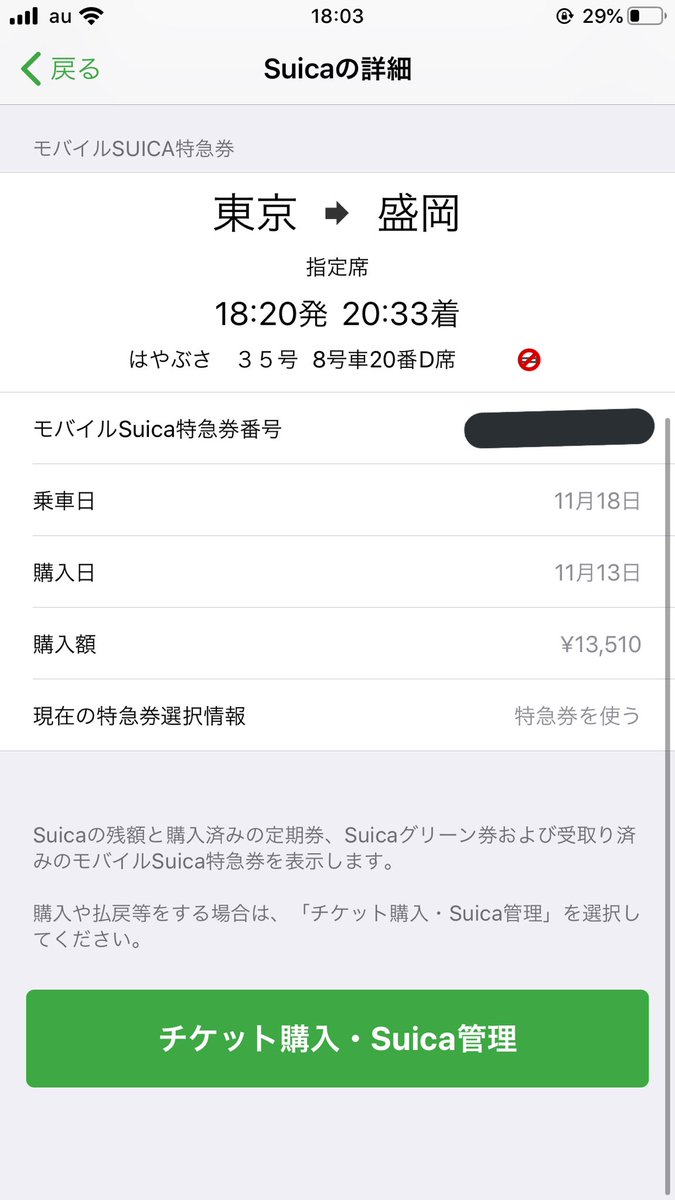 au 18:03 29%
戻る Suicaの詳細
モバイルSUICA特急券
東京 ➡ 盛岡
指定席
18:20発 20:33着
はやぶさ　３５号 8号車20番D席
モバイルSuica特急券番号
乗車日 11月18日
購入日 11月13日
購入額 ¥13,510
現在の特急券選択情報 特急券を使う
Suicaの残額と購入済みの定期券、Suicaグリーン券および受取り済
みのモバイルSuica特急券を表示します。
購入や払戻等をする場合は、「チケット購入・Suica管理」を選択し
てください。
チケット購入・Suica管理